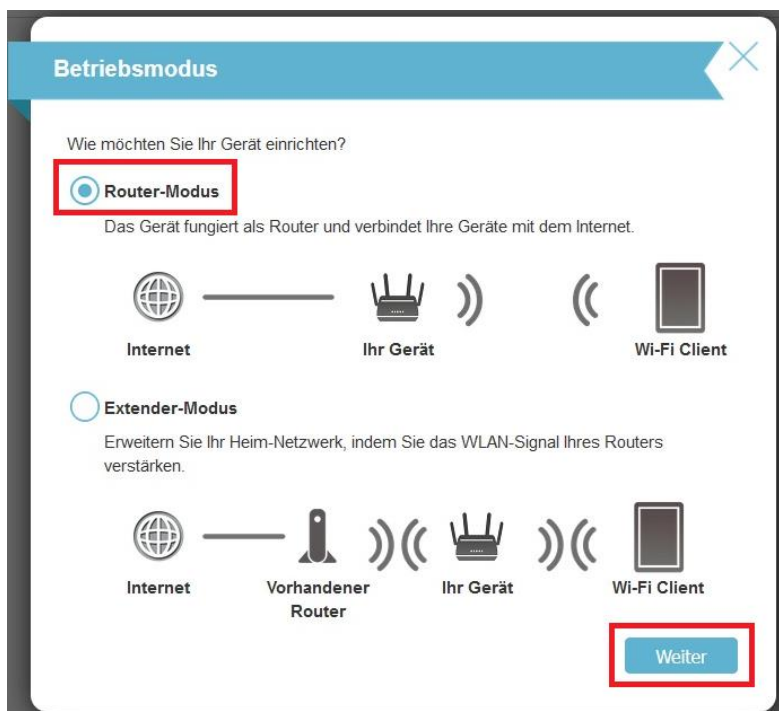 Betriebsmodus
Wie möchten Sie Ihr Gerät einrichten?
Router-Modus
Das Gerät fungiert als Router und verbindet Ihre Geräte mit dem Internet.
Internet
Ihr Gerät
Wi-Fi Client
Extender-Modus
Erweitern Sie Ihr Heim-Netzwerk, indem Sie das WLAN-Signal Ihres Routers
verstärken.
Internet
Vorhandener
Router
Ihr Gerät
Wi-Fi Client
Weiter